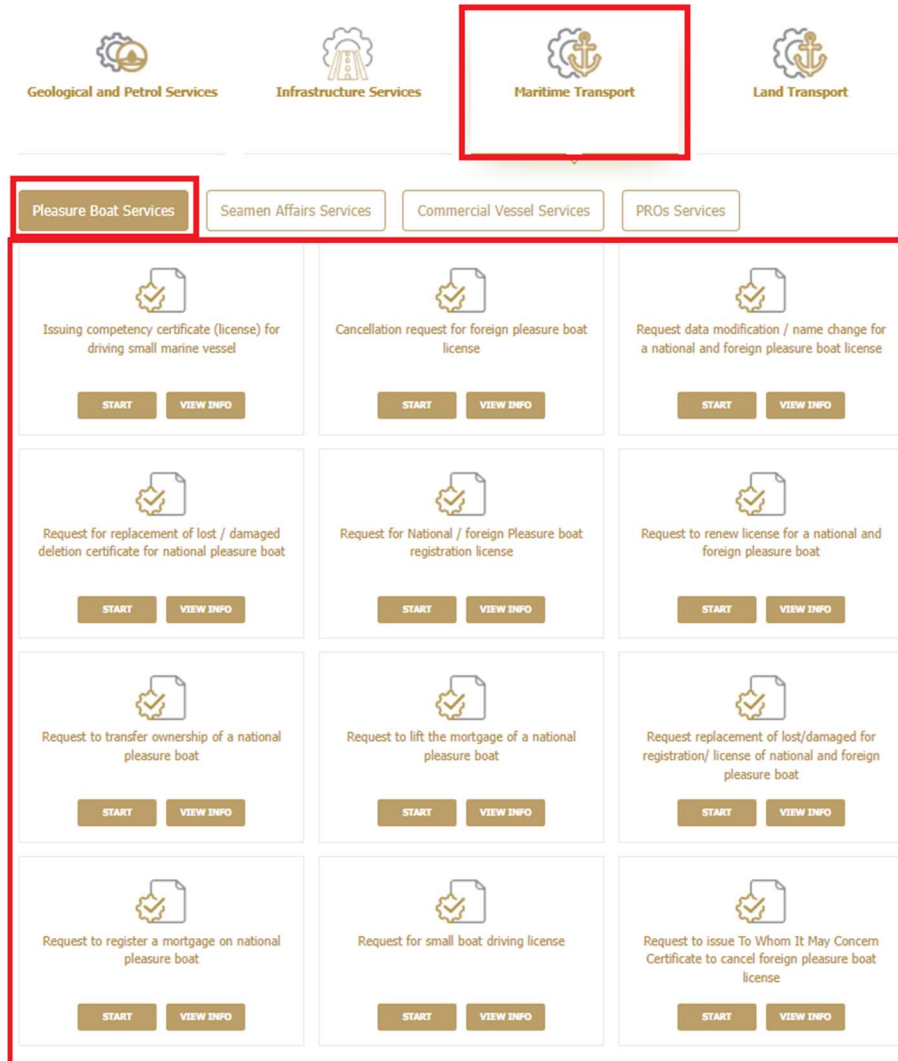 Geological and Petrol Services
Infrastructure Services
Maritime Transport
Land Transport
Pleasure Boat Services
Seamen Affairs Services
Commercial Vessel Services
PROs Services
Issuing competency certificate (license) for
driving small marine vessel
START
VIEW INFO
Cancellation request for foreign pleasure boat
license
START
VIEW INFO
Request data modification / name change for
a national and foreign pleasure boat license
START
VIEW INFO
Request for replacement of lost / damaged
deletion certificate for national pleasure boat
START
VIEW INFO
Request for National / foreign Pleasure boat
registration license
START
VIEW INFO
Request to renew license for a national and
foreign pleasure boat
START
VIEW INFO
Request to transfer ownership of a national
pleasure boat
START
VIEW INFO
Request to lift the mortgage of a national
pleasure boat
START
VIEW INFO
Request replacement of lost/damaged for
registration/ license of national and foreign
pleasure boat
START
VIEW INFO
Request to register a mortgage on national
pleasure boat
START
VIEW INFO
Request for small boat driving license
START
VIEW INFO
Request to issue To Whom It May Concern
Certificate to cancel foreign pleasure boat
license
START
VIEW INFO